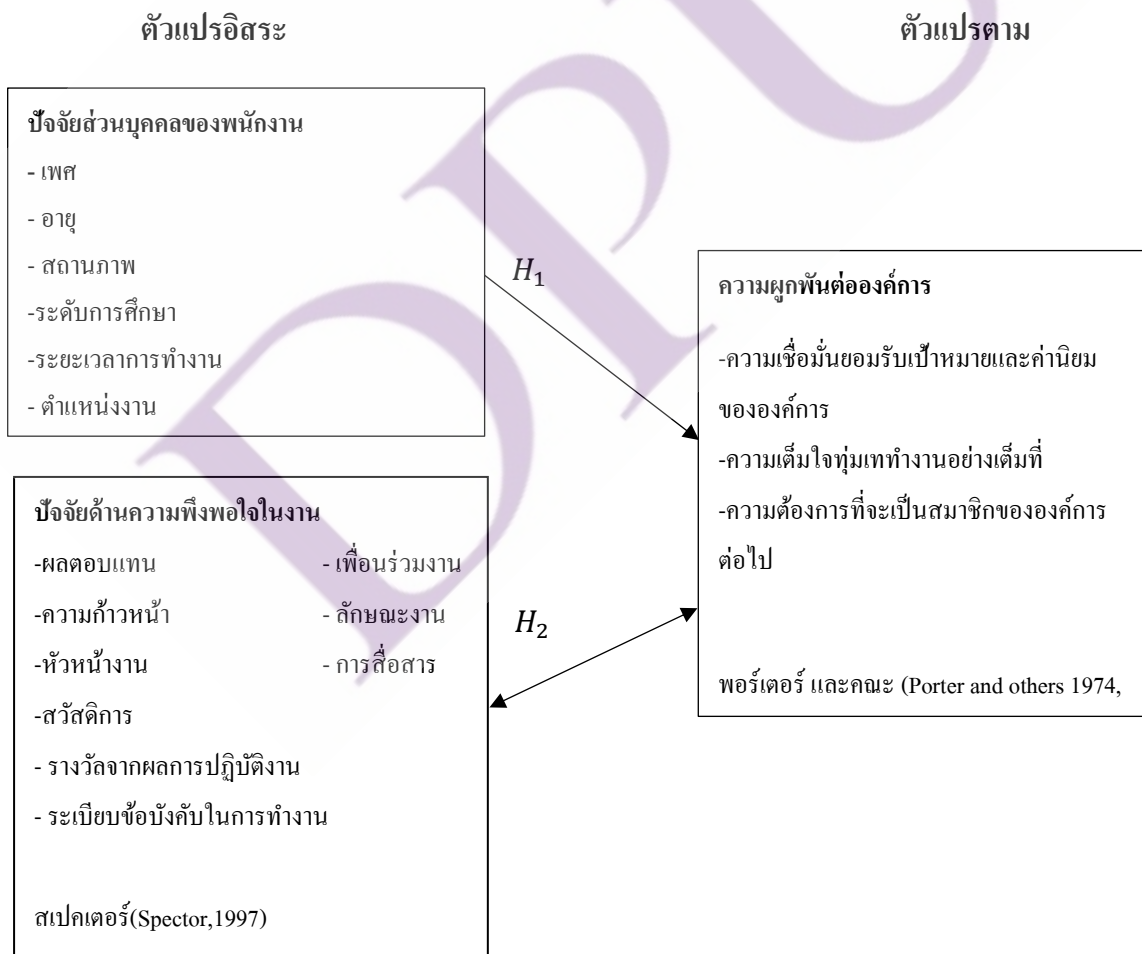 ตัวแปรอิสระ
ตัวแปรตาม
ปัจจัยส่วนบุคคลของพนักงาน
- เพศ
- อายุ
- สถานภาพ
-ระดับการศึกษา
-ระยะเวลาการทำงาน
- ตำแหน่งงาน
H₁
ปัจจัยด้านความพึงพอใจในงาน
-ผลตอบแทน - เพื่อนร่วมงาน
-ความก้าวหน้า - ลักษณะงาน
-หัวหน้างาน - การสื่อสาร
-สวัสดิการ
- รางวัลจากผลการปฏิบัติงาน
- ระเบียบข้อบังคับในการทำงาน
สเปคเตอร์(Spector,1997)
H₂
ความผูกพันต่อองค์การ
-ความเชื่อมั่นยอมรับเป้าหมายและค่านิยม
ขององค์การ
-ความเต็มใจทุ่มเททำงานอย่างเต็มที่
-ความต้องการที่จะเป็นสมาชิกขององค์การ
ต่อไป
พอร์เตอร์ และคณะ (Porter and others 1974,
DPU